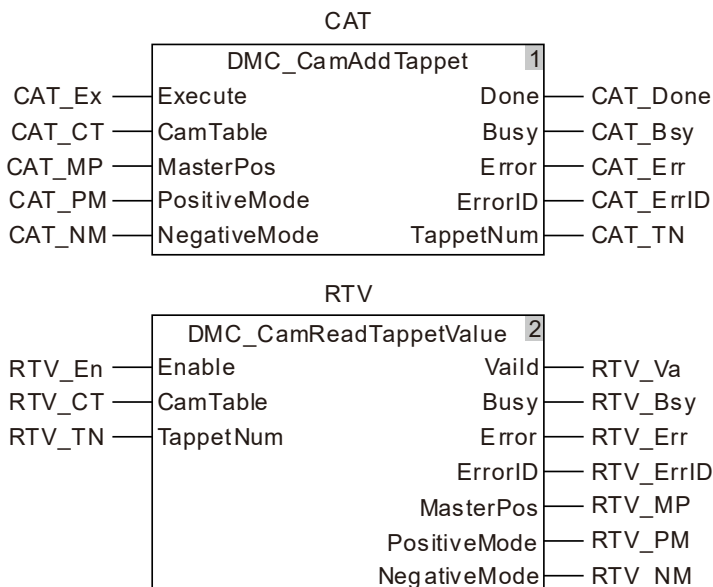 CAT
DMC_CamAddTappet 1
CAT_Ex Execute Done CAT_Done
CAT_CT CamTable Busy CAT_Bsy
CAT_MP MasterPos Error CAT_Err
CAT_PM PositiveMode ErrorID CAT_ErrID
CAT_NM NegativeMode TappetNum CAT_TN
RTV
DMC_CamReadTappetValue 2
RTV_En Enable Vaild RTV_Va
RTV_CT CamTable Busy RTV_Bsy
RTV_TN TappetNum Error RTV_Err
ErrorID RTV_ErrID
MasterPos RTV_MP
PositiveMode RTV_PM
NegativeMode RTV_NM